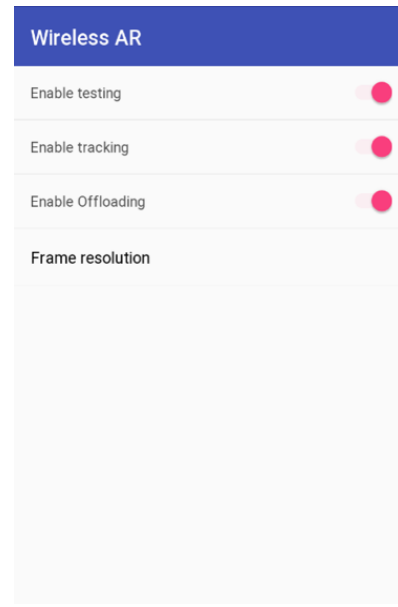 Wireless AR
Enable testing
Enable tracking
Enable Offloading
Frame resolution